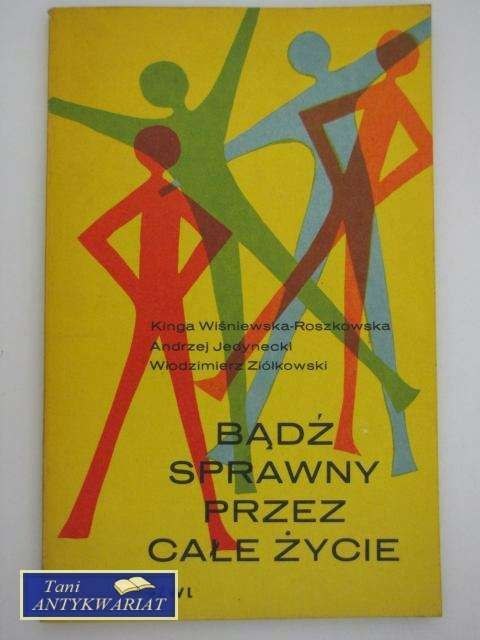 Kinga Wiśniewska-Roszkowska
Andrzej Jedynecki
Włodzimierz Ziółkowski
BĄDŹ
SPRAWNY
PRZEZ
CAŁE ŻYCIE
Tani
ANTYKWARIAT